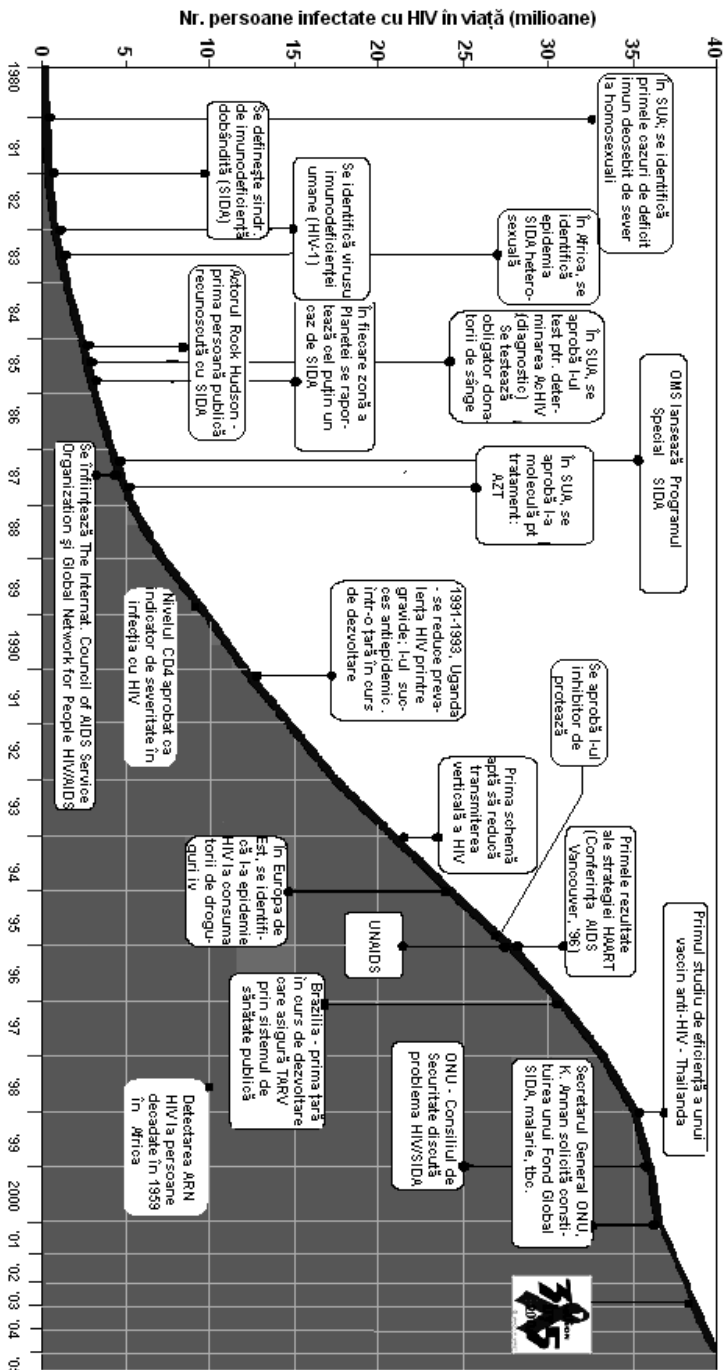 Nr. persoane infectate cu HIV în viață (milioane)
0
5
10
15
20
25
30
35
40
1980
'81
'82
'83
'84
'85
'86
'87
'88
'89
1990
'91
'92
'93
'94
'95
'96
'97
'98
'99
2000
'01
'02
'03
'04
În SUA, se identifică
primele cazuri de deficit
imun deosebit de sever
la homosexuali
Se definește sindr.
de imunodeficiență
dobândită (SIDA)
Se identifică virusu
imunodeficienței
umane (HIV-1)
În Africa, se
identifică
epidemia
SIDA hetero-
sexuală
Actorul Rock Hudson -
prima persoană publică
recunoscută cu SIDA
În fiecare zonă a
Planetei se rapor-
tează cel puțin un
caz de SIDA
În SUA, se
aprobă I-ul
test ptr. deter-
minarea AcHIV
(diagnostic)
Se testează
obligator dona-
torii de sânge
OMS lansează Programul
Special SIDA
Se înființează The Internat. Council of AIDS Service
Organization și Global Network for People HIV/AIDS
În SUA, se
aprobă I-a
moleculă pt
tratament:
AZT
Nivelul CD4 aprobat ca
indicator de severitate în
infecția cu HIV
1991-1993, Uganda
- se reduce preva-
lența HIV printre
gravide; I-ul suc-
ces antiepidemic.
într-o țară în curs
de dezvoltare
Se aprobă I-ul
inhibitor de
protează
Prima schemă
aptă să reducă
transmiterea
verticală a HIV
În Europa de
Est, se identifi-
că I-a epidemie
HIV la consuma
torii de drogu-
guri iv
Primele rezultate
ale strategiei HAART
(Conferința AIDS
Vancouver, '96)
UNAIDS
Brazilia - prima țară
în curs de dezvoltare
care asigură TARV
prin sistemul de
sănătate publică
Primul studiu de eficiență a unui
vaccin anti-HIV - Thailanda
Detectarea ARN
HIV la persoane
decadate în 1959
în Africa
ONU - Consiliul de
Securitate discută
problema HIV/SIDA
Secretarul General ONU,
K. Annan solicită consti-
tuirea unui Fond Global
SIDA, malarie, tbc.
3
5